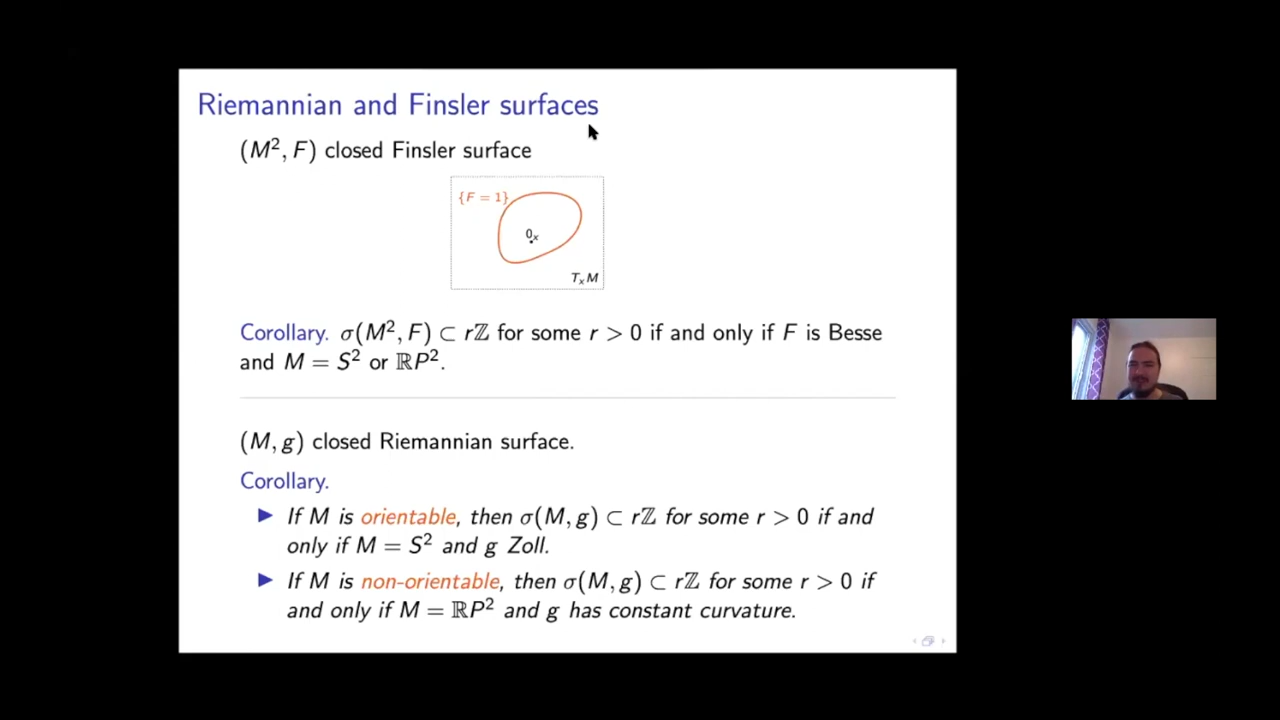 Riemannian and Finsler surfaces
(M², F) closed Finsler surface
{F = 1}
0ₓ
TₓM
Corollary. σ(M², F) ⊂ rℤ for some r > 0 if and only if F is Besse
and M = S² or ℝP².
(M, g) closed Riemannian surface.
Corollary.
▶ If M is orientable, then σ(M, g) ⊂ rℤ for some r > 0 if and
only if M = S² and g Zoll.
▶ If M is non-orientable, then σ(M, g) ⊂ rℤ for some r > 0 if
and only if M = ℝP² and g has constant curvature.